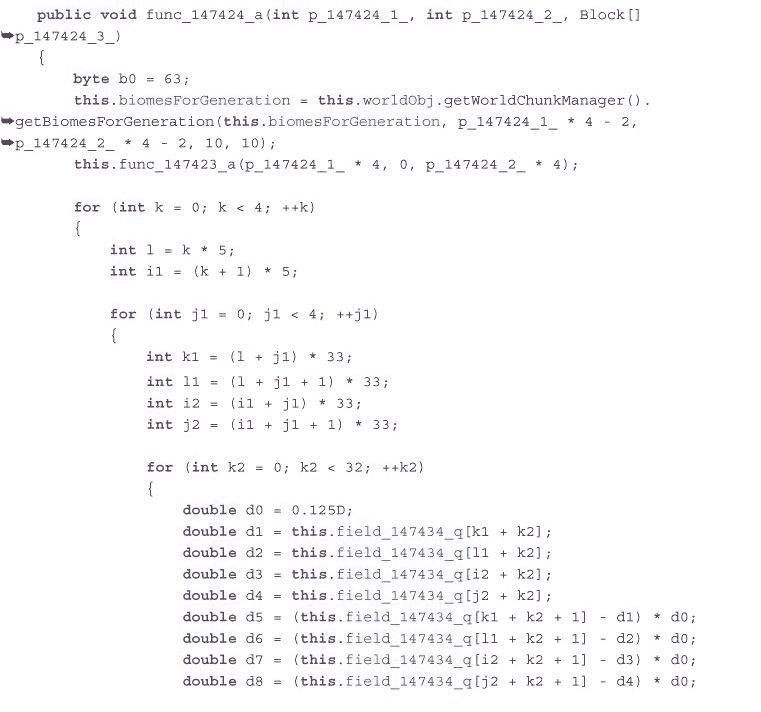 public void func_147424_a(int p_147424_1_, int p_147424_2_, Block[]
➥p_147424_3_)
{
byte b0 = 63;
this.biomesForGeneration = this.worldObj.getWorldChunkManager().
➥getBiomesForGeneration(this.biomesForGeneration, p_147424_1_ * 4 - 2,
➥p_147424_2_ * 4 - 2, 10, 10);
this.func_147423_a(p_147424_1_ * 4, 0, p_147424_2_ * 4);
for (int k = 0; k < 4; ++k)
{
int l = k * 5;
int i1 = (k + 1) * 5;
for (int j1 = 0; j1 < 4; ++j1)
{
int k1 = (l + j1) * 33;
int l1 = (l + j1 + 1) * 33;
int i2 = (i1 + j1) * 33;
int j2 = (i1 + j1 + 1) * 33;
for (int k2 = 0; k2 < 32; ++k2)
{
double d0 = 0.125D;
double d1 = this.field_147434_q[k1 + k2];
double d2 = this.field_147434_q[l1 + k2];
double d3 = this.field_147434_q[i2 + k2];
double d4 = this.field_147434_q[j2 + k2];
double d5 = (this.field_147434_q[k1 + k2 + 1] - d1) * d0;
double d6 = (this.field_147434_q[l1 + k2 + 1] - d2) * d0;
double d7 = (this.field_147434_q[i2 + k2 + 1] - d3) * d0;
double d8 = (this.field_147434_q[j2 + k2 + 1] - d4) * d0;